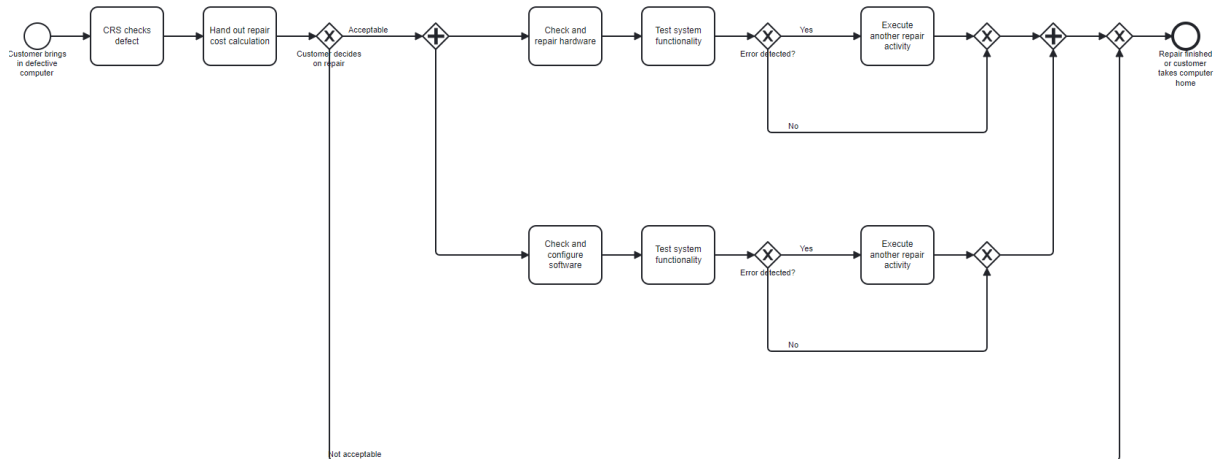 Customer brings
in defective
computer
CRS checks
defect
Hand out repair
cost calculation
Customer decides
on repair
Acceptable
Check and
repair hardware
Test system
functionality
Error detected?
Yes
Execute
another repair
activity
No
Repair finished
or customer
takes computer
home
Check and
configure
software
Test system
functionality
Error detected?
Yes
Execute
another repair
activity
No
Not acceptable